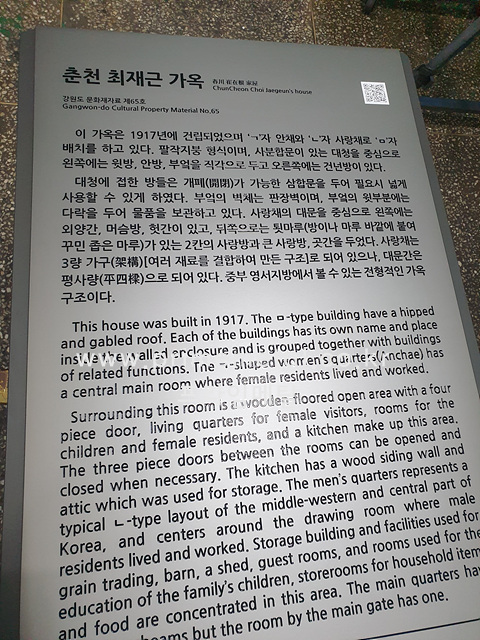 춘천 최재근 가옥 春川 崔在根 家屋
ChunCheon Choi Jaegeun's house
강원도 문화재자료 제65호
Gangwon-do Cultural Property Material No.65
이 가옥은 1917년에 건립되었으며 'ㄱ'자 안채와 'ㄴ'자 사랑채로 'ㅁ'자
배치를 하고 있다. 팔작지붕 형식이며, 사분합문이 있는 대청을 중심으로
왼쪽에는 윗방, 안방, 부엌을 직각으로 두고 오른쪽에는 건넌방이 있다.
대청에 접한 방들은 개폐(開閉)가 가능한 삼합문을 두어 필요시 넓게
사용할 수 있게 하였다. 부엌의 벽체는 판장벽이며, 부엌의 윗부분에는
다락을 두어 물품을 보관하고 있다. 사랑채의 대문을 중심으로 왼쪽에는
외양간, 머슴방, 헛간이 있고, 뒤쪽으로는 툇마루(방이나 마루 바깥에 붙여
꾸민 좁은 마루)가 있는 2칸의 사랑방과 큰 사랑방, 곳간을 두었다. 사랑채는
3량 가구(架構)[여러 재료를 결합하여 만든 구조]로 되어 있으나, 대문간은
평사량(平四樑)으로 되어 있다. 중부 영서지방에서 볼 수 있는 전형적인 가옥
구조이다.
This house was built in 1917. The ㅁ-type building have a hipped
and gabled roof. Each of the buildings has its own name and place
inside the walled enclosure and is grouped together with buildings
of related functions. The ㄱ-shaped women's quarters(Anchae) has
a central main room where female residents lived and worked.
Surrounding this room is a wooden floored open area with a four
piece door, living quarters for female visitors, rooms for the
children and female residents, and a kitchen make up this area.
The three piece doors between the rooms can be opened and
closed when necessary. The kitchen has a wood siding wall and
attic which was used for storage. The men's quarters represents a
typical ㄴ-type layout of the middle-western and central part of
Korea, and centers around the drawing room where male
residents lived and worked. Storage building and facilities used for
grain trading, barn, a shed, guest rooms, and rooms used for the
education of the family's children, storerooms for household item
and food are concentrated in this area. The main quarters ha
beams but the room by the main gate has one.